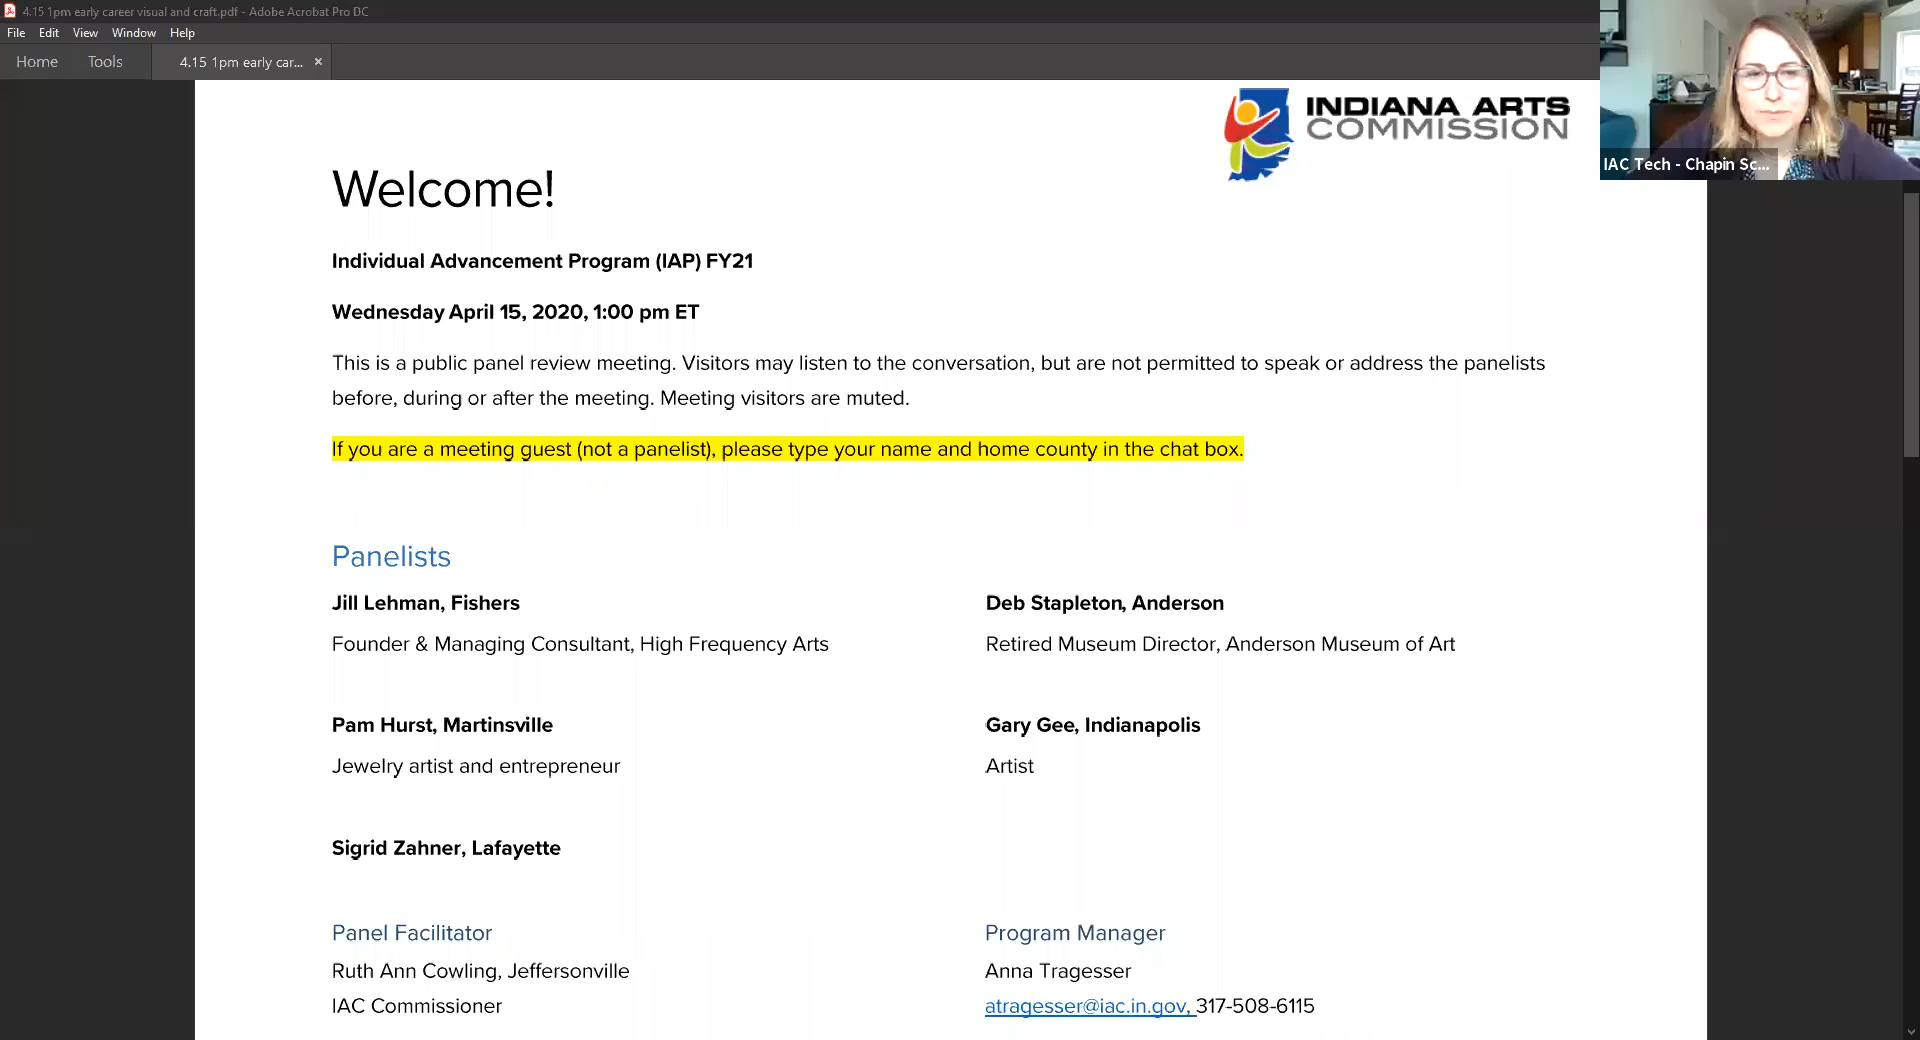 4.15 1pm early career visual and craft.pdf - Adobe Acrobat Pro DC
File Edit View Window Help
Home Tools 4.15 1pm early car... ×
INDIANA ARTS
COMMISSION
IAC Tech - Chapin Sc...
Welcome!
Individual Advancement Program (IAP) FY21
Wednesday April 15, 2020, 1:00 pm ET
This is a public panel review meeting. Visitors may listen to the conversation, but are not permitted to speak or address the panelists
before, during or after the meeting. Meeting visitors are muted.
If you are a meeting guest (not a panelist), please type your name and home county in the chat box.
Panelists
Jill Lehman, Fishers
Founder & Managing Consultant, High Frequency Arts
Deb Stapleton, Anderson
Retired Museum Director, Anderson Museum of Art
Pam Hurst, Martinsville
Jewelry artist and entrepreneur
Gary Gee, Indianapolis
Artist
Sigrid Zahner, Lafayette
Panel Facilitator
Ruth Ann Cowling, Jeffersonville
IAC Commissioner
Program Manager
Anna Tragesser
atragesser@iac.in.gov, 317-508-6115